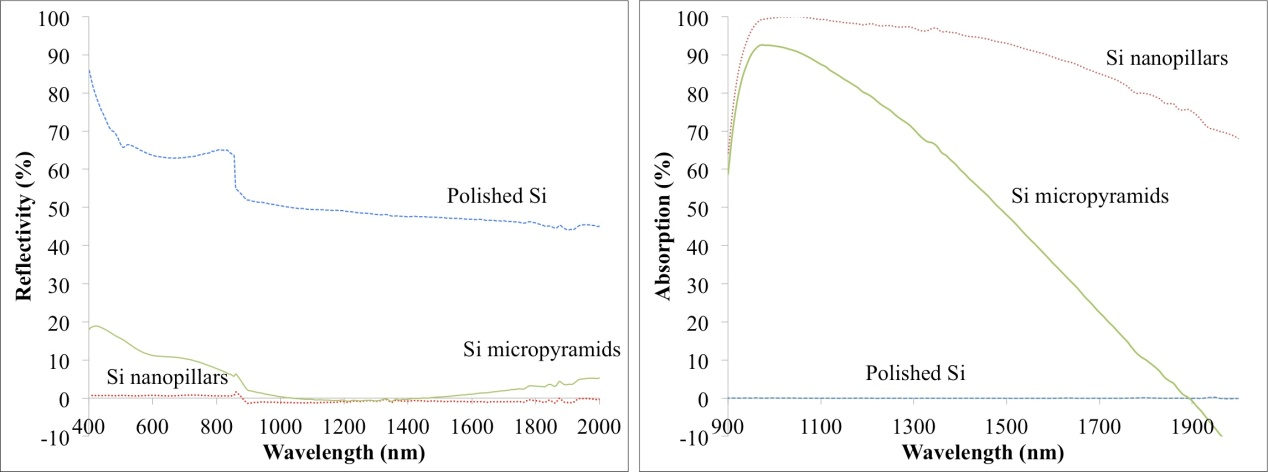 100
90
80
70
60
50
40
30
20
10
0
-10
Reflectivity (%)
Polished Si
Si micropyramids
Si nanopillars
400 600 800 1000 1200 1400 1600 1800 2000
Wavelength (nm)
100
90
80
70
60
50
40
30
20
10
0
-10
Absorption (%)
Si nanopillars
Si micropyramids
Polished Si
900 1100 1300 1500 1700 1900
Wavelength (nm)